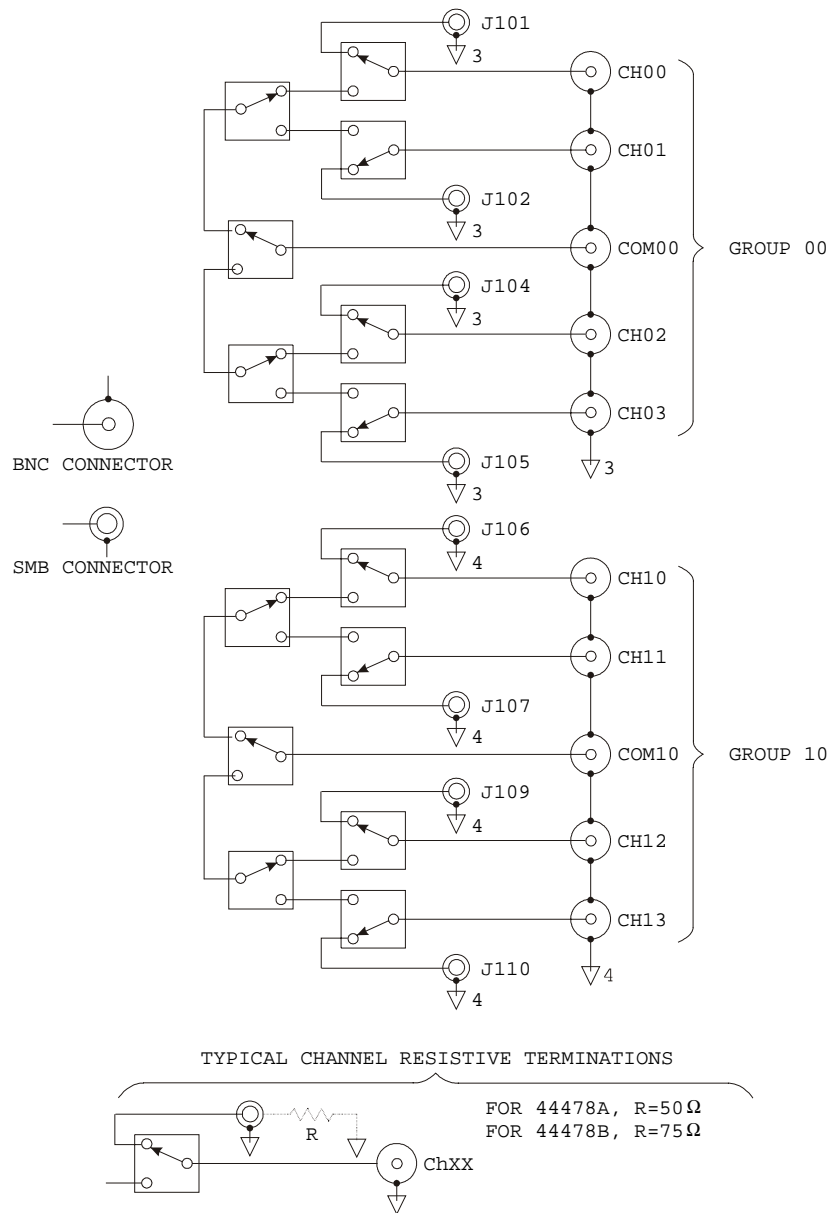 J101
3
CH00
CH01
J102
3
COM00
GROUP 00
J104
3
CH02
CH03
BNC CONNECTOR
J105
3
3
SMB CONNECTOR
J106
4
CH10
CH11
J107
4
COM10
GROUP 10
J109
4
CH12
CH13
J110
4
4
TYPICAL CHANNEL RESISTIVE TERMINATIONS
FOR 44478A, R=50Ω
FOR 44478B, R=75Ω
R
ChXX